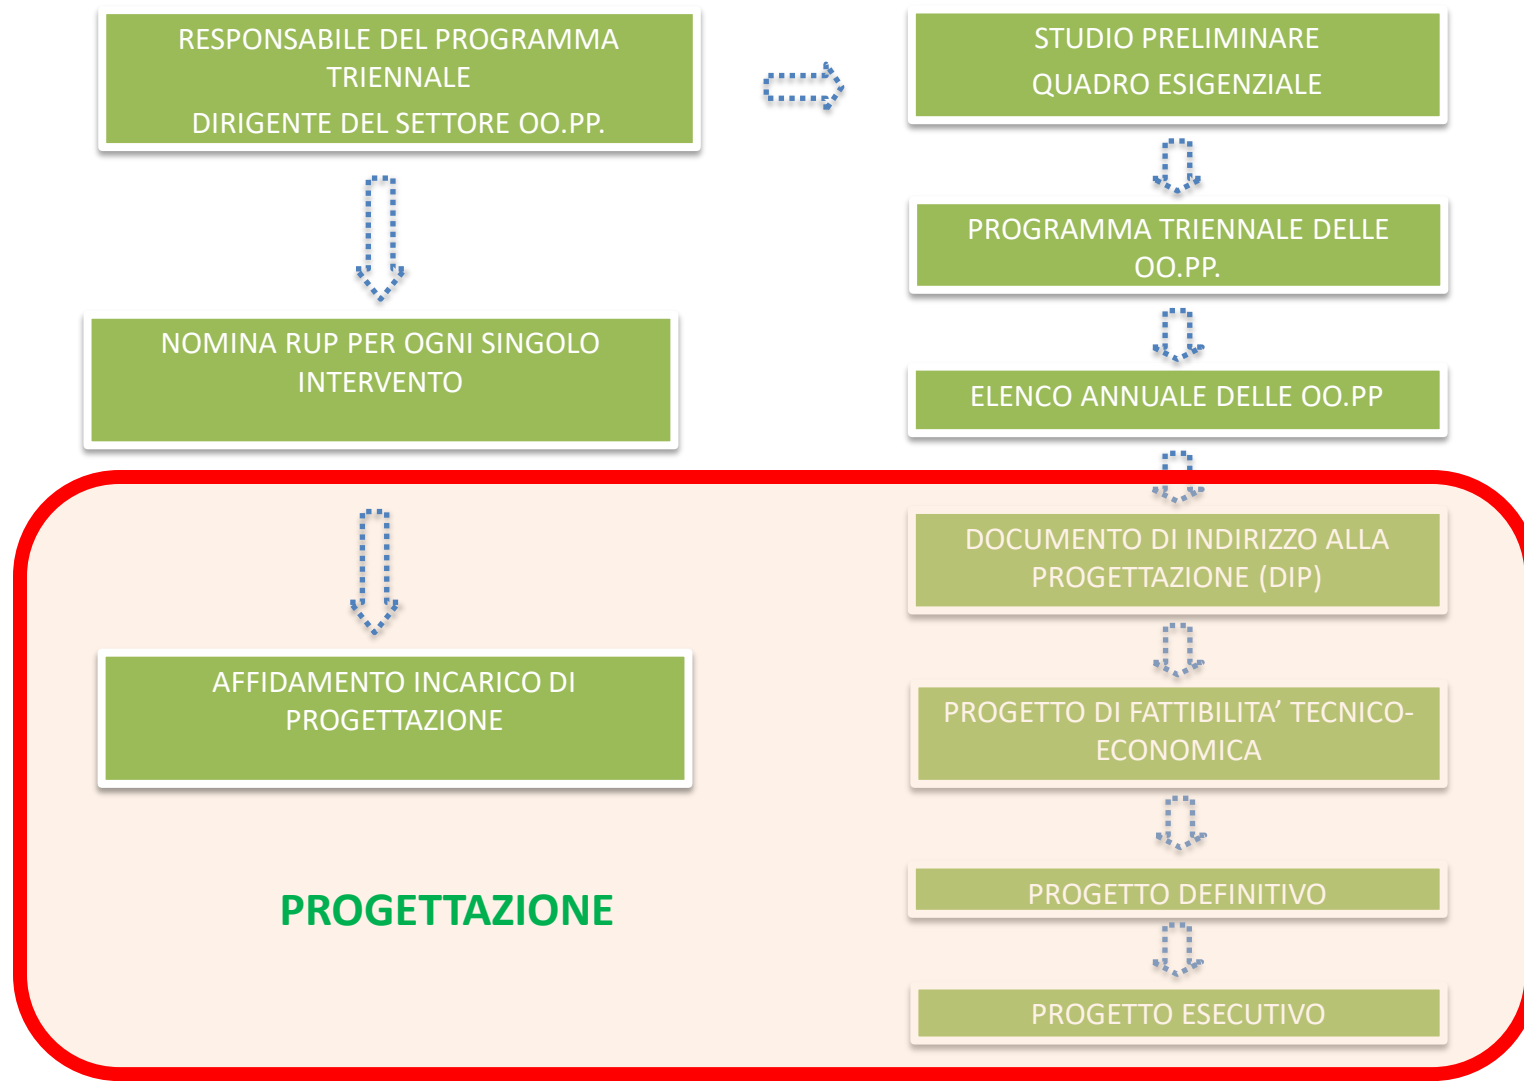 RESPONSABILE DEL PROGRAMMA
TRIENNALE
DIRIGENTE DEL SETTORE OO.PP.
NOMINA RUP PER OGNI SINGOLO
INTERVENTO
AFFIDAMENTO INCARICO DI
PROGETTAZIONE
PROGETTAZIONE
STUDIO PRELIMINARE
QUADRO ESIGENZIALE
PROGRAMMA TRIENNALE DELLE
OO.PP.
ELENCO ANNUALE DELLE OO.PP
DOCUMENTO DI INDIRIZZO ALLA
PROGETTAZIONE (DIP)
PROGETTO DI FATTIBILITA’ TECNICO-
ECONOMICA
PROGETTO DEFINITIVO
PROGETTO ESECUTIVO